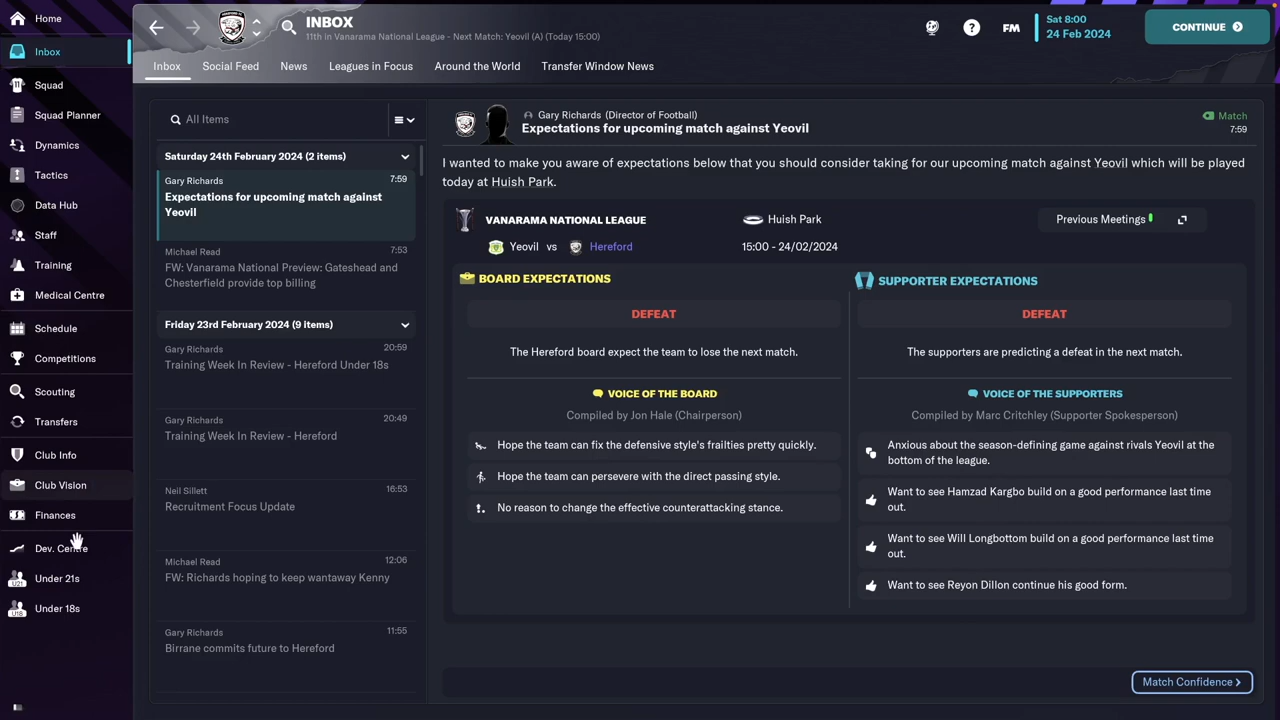 Home
Inbox
Squad
Squad Planner
Dynamics
Tactics
Data Hub
Staff
Training
Medical Centre
Schedule
Competitions
Scouting
Transfers
Club Info
Club Vision
Finances
Dev. Centre
Under 21s
Under 18s
INBOX
11th in Vanarama National League - Next Match: Yeovil (A) (Today 15:00)
FM
Sat 8:00
24 Feb 2024
CONTINUE
Inbox
Social Feed
News
Leagues in Focus
Around the World
Transfer Window News
All Items
Saturday 24th February 2024 (2 items)
Gary Richards 7:59
Expectations for upcoming match against
Yeovil
Michael Read 7:53
FW: Vanarama National Preview: Gateshead and
Chesterfield provide top billing
Friday 23rd February 2024 (9 items)
Gary Richards 20:59
Training Week In Review - Hereford Under 18s
Gary Richards 20:49
Training Week In Review - Hereford
Neil Sillett 16:53
Recruitment Focus Update
Michael Read 12:06
FW: Richards hoping to keep wantaway Kenny
Gary Richards 11:55
Birrane commits future to Hereford
Gary Richards (Director of Football)
Expectations for upcoming match against Yeovil
Match
7:59
I wanted to make you aware of expectations below that you should consider taking for our upcoming match against Yeovil which will be played
today at Huish Park.
VANARAMA NATIONAL LEAGUE
Huish Park
Previous Meetings
Yeovil vs Hereford
15:00 - 24/02/2024
BOARD EXPECTATIONS
DEFEAT
The Hereford board expect the team to lose the next match.
VOICE OF THE BOARD
Compiled by Jon Hale (Chairperson)
Hope the team can fix the defensive style's frailties pretty quickly.
Hope the team can persevere with the direct passing style.
No reason to change the effective counterattacking stance.
SUPPORTER EXPECTATIONS
DEFEAT
The supporters are predicting a defeat in the next match.
VOICE OF THE SUPPORTERS
Compiled by Marc Critchley (Supporter Spokesperson)
Anxious about the season-defining game against rivals Yeovil at the
bottom of the league.
Want to see Hamzad Kargbo build on a good performance last time
out.
Want to see Will Longbottom build on a good performance last time
out.
Want to see Reyon Dillon continue his good form.
Match Confidence